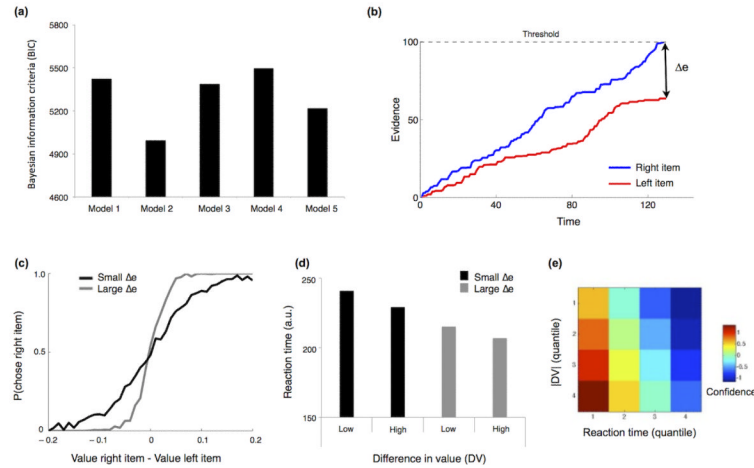 (a)
Bayesian information criteria (BIC)
5800
5500
5200
4900
4600
Model 1 Model 2 Model 3 Model 4 Model 5
(b)
Threshold
100
50
0
Evidence
Δe
Right item
Left item
0 40 80 120
Time
(c)
Small Δe
Large Δe
1.0
0.5
0
P(chose right item)
−0.2 −0.1 0 0.1 0.2
Value right item - Value left item
(d)
Small Δe
Large Δe
250
200
150
Reaction time (a.u.)
Low High Low High
Difference in value (DV)
(e)
|DV| (quantile)
1
2
3
4
1 2 3 4
Reaction time (quantile)
1
0.5
0
-0.5
-1
Confidence